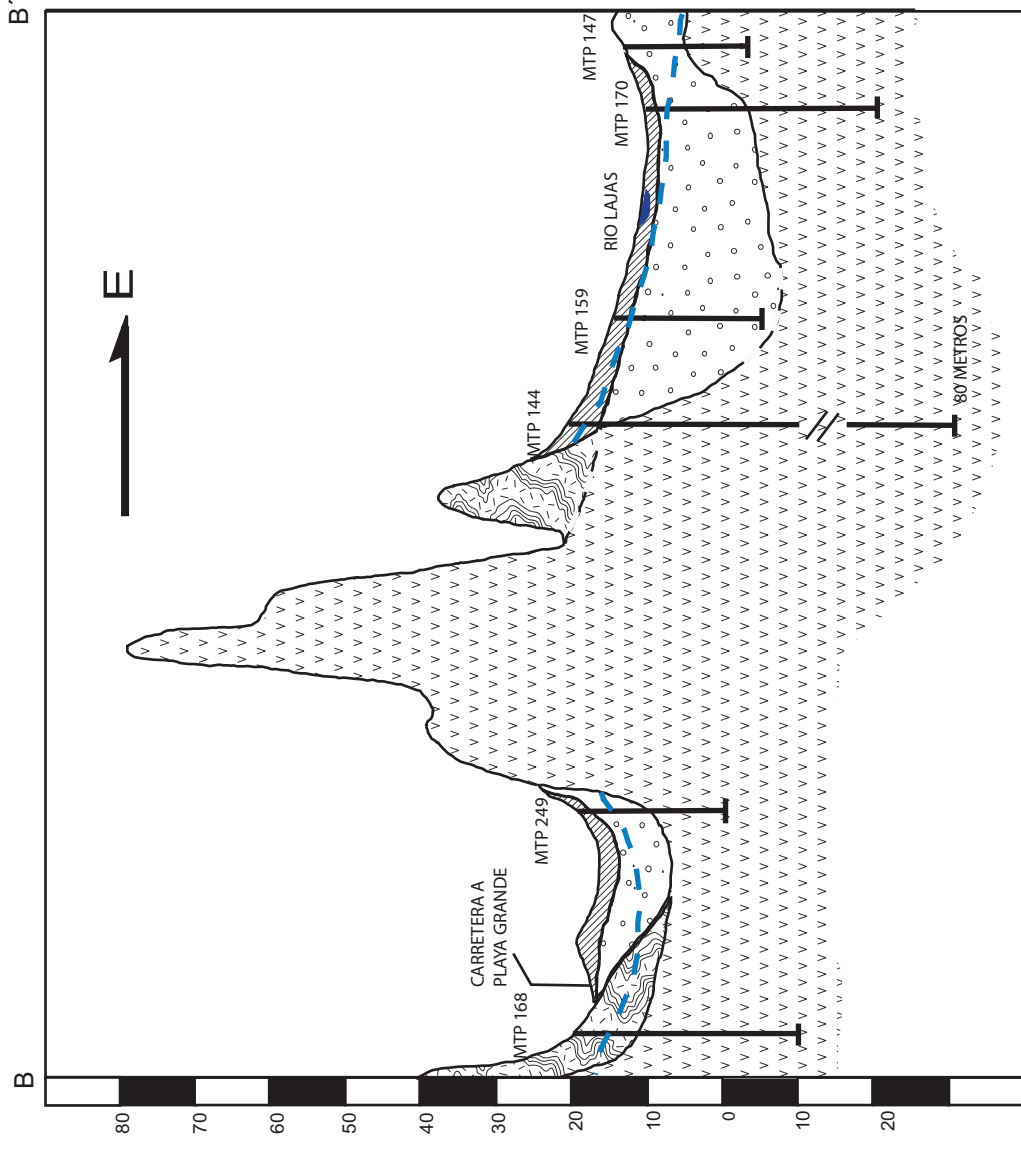 B
B´
E
80
70
60
50
40
30
20
10
0
10
20
MTP 168
CARRETERA A
PLAYA GRANDE
MTP 249
MTP 144
MTP 159
RIO LAJAS
MTP 170
MTP 147
80 METROS